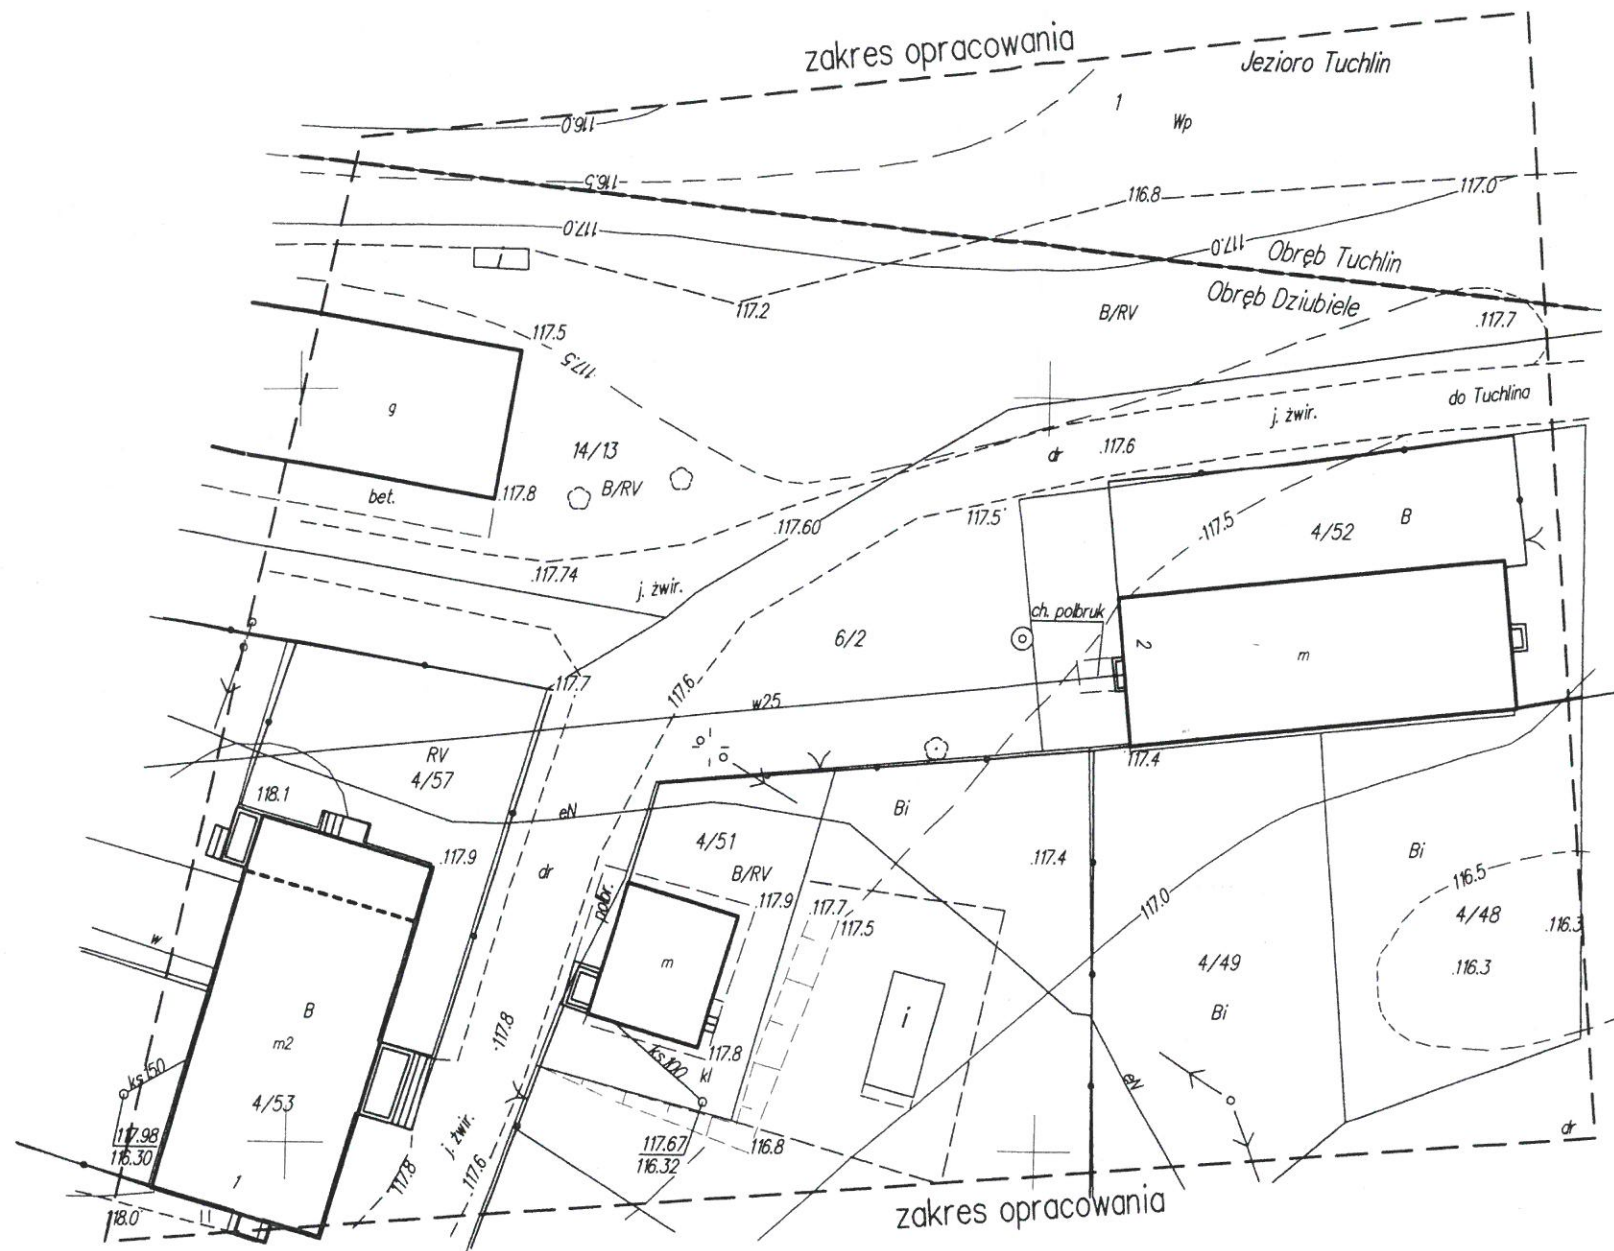 zakres opracowania
Jezioro Tuchlin
1
Wp
116.0
116.5
116.8
117.0
117.0
117.0
Obręb Tuchlin
Obręb Dziubiele
i
117.2
B/RV
.117.7
.117.5
117.5
g
do Tuchlina
j. żwir.
14/13
dr
.117.6
B/RV
bet.
.117.8
.117.60
117.5
117.5
4/52
B
.117.74
j. żwir.
ch. polbruk
6/2
2
m
117.7
117.6
w25
RV
4/57
.117.4
118.1
eN
Bi
4/51
.117.9
B/RV
.117.4
Bi
dr
polbr.
.117.9
.117.7
.117.5
117.0
116.5
4/48
.116.3
w
m
4/49
.116.3
B
m2
.117.8
i
Bi
ks150
ks100
117.8
kl
eN
4/53
117.98
116.30
j. żwir.
117.67
116.32
116.8
dr
1
117.8
117.6
118.0
zakres opracowania